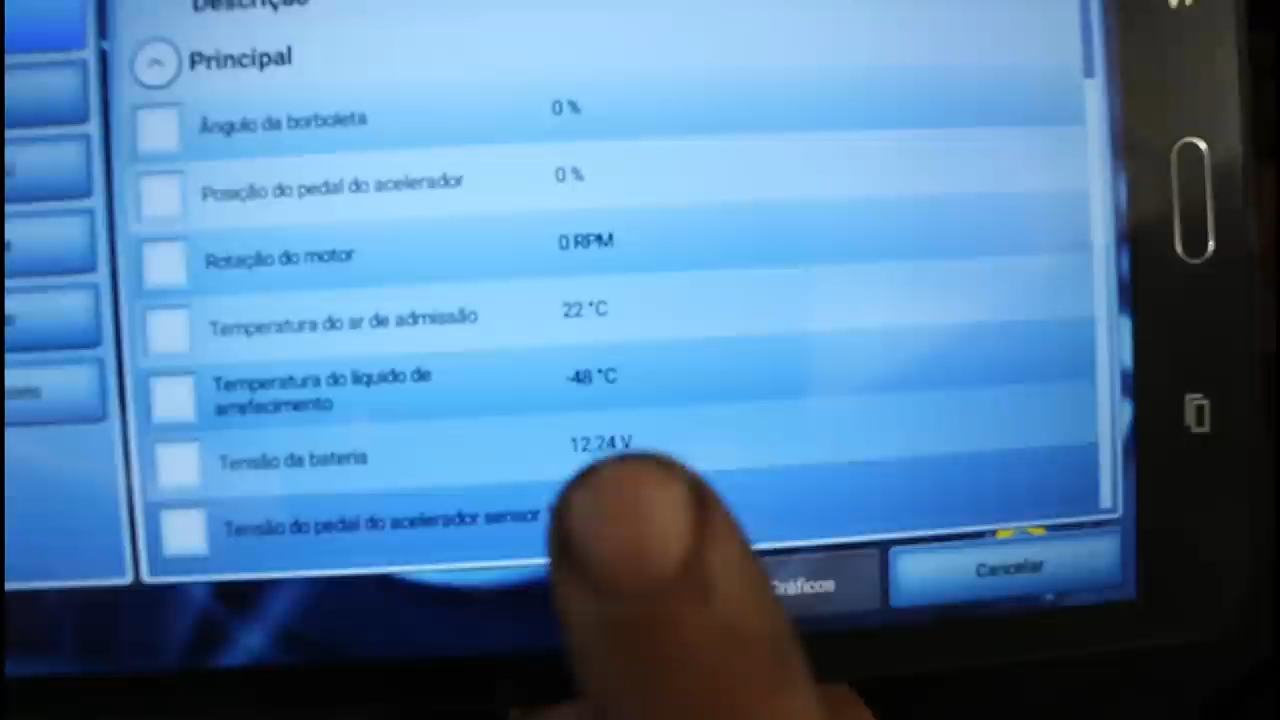 Descrição
Principal
Ângulo da borboleta 0 %
Posição do pedal do acelerador 0 %
Rotação do motor 0 RPM
Temperatura do ar de admissão 22 °C
Temperatura do líquido de -48 °C
arrefecimento
Tensão da bateria 12.24 V
Tensão do pedal do acelerador sensor
Gráficos
Cancelar